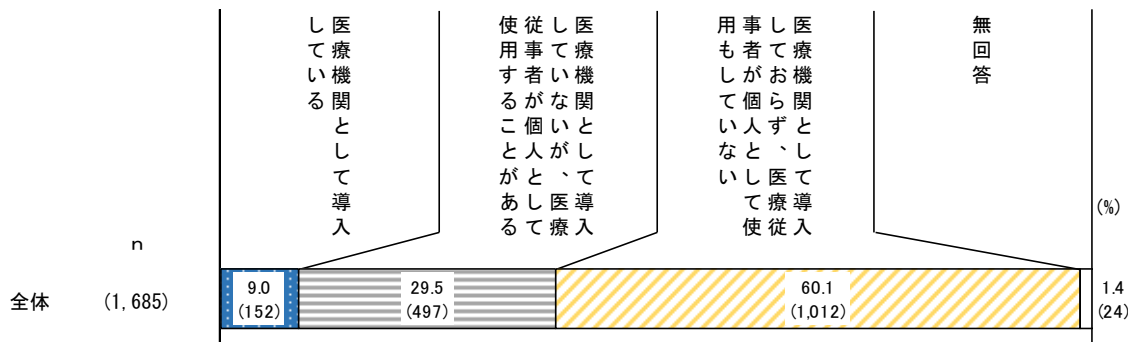 医療機関として導入
している
医療機関として導入
していないが、医療
従事者が個人として
使用することがある
医療機関として導入
しておらず、医療従
事者が個人として使
用もしていない
無回答
(%)
n
全体 (1,685)
9.0
(152)
29.5
(497)
60.1
(1,012)
1.4
(24)